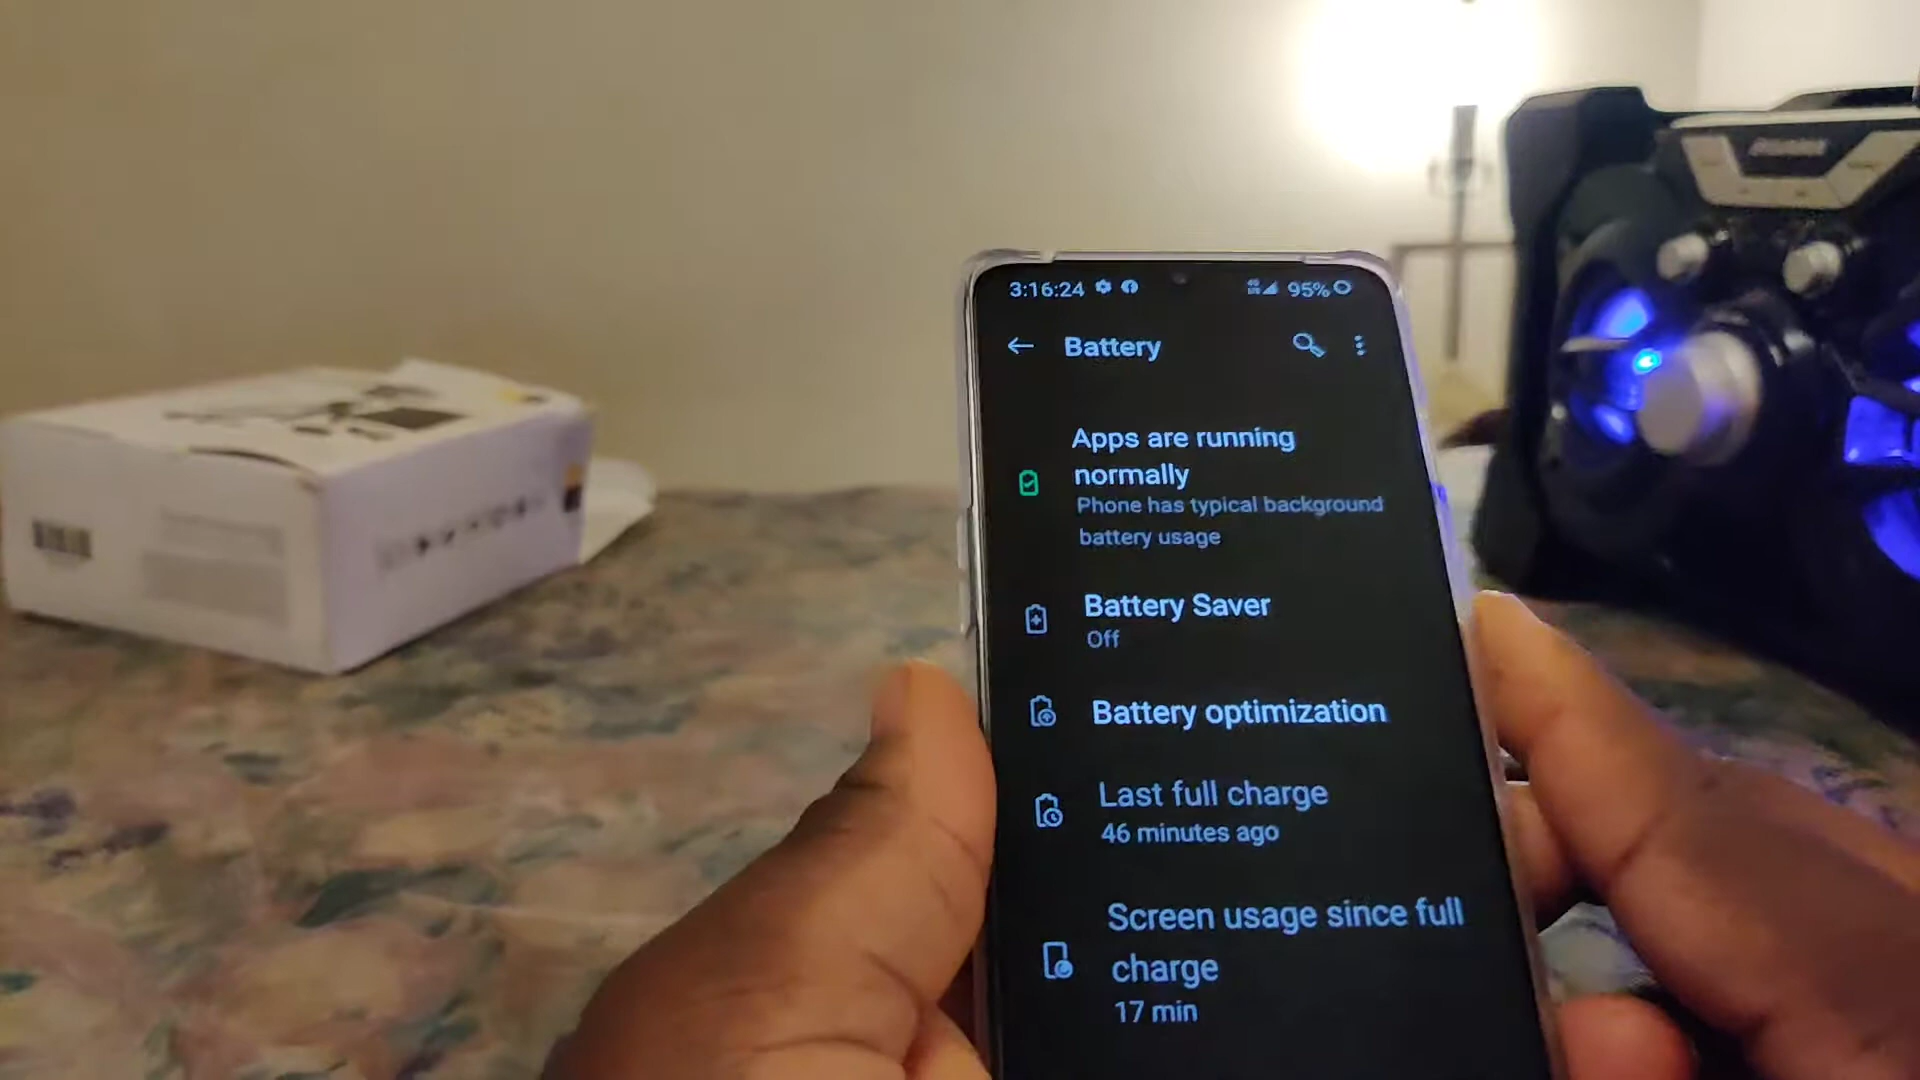 3:16:24 95%
Battery
Apps are running
normally
Phone has typical background
battery usage
Battery Saver
Off
Battery optimization
Last full charge
46 minutes ago
Screen usage since full
charge
17 min